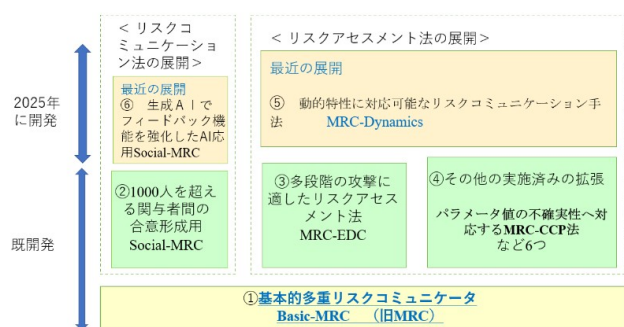 ＜リスクコ
ミュニケーショ
ン法の展開＞
＜リスクアセスメント法の展開＞
2025年
に開発
最近の展開
⑥　生成ＡＩで
フィードバック機
能を強化したAI応
用Social-MRC
最近の展開
⑤　動的特性に対応可能なリスクコミュニケーション手
法　　MRC-Dynamics
既開発
②1000人を超え
る関与者間の
合意形成用
Social-MRC
③多段階の攻撃に
適したリスクアセス
メント法
MRC-EDC
④その他の実施済みの拡張
パラメータ値の不確実性へ対
応するMRC-CCP法
など6つ
①基本的多重リスクコミュニケータ
Basic-MRC　（旧MRC）